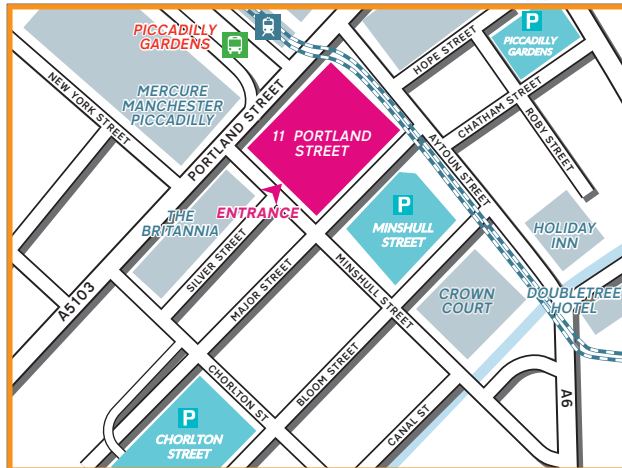 PICCADILLY
GARDENS
P
PICCADILLY
GARDENS
HOPE STREET
NEW YORK STREET
MERCURE
MANCHESTER
PICCADILLY
PORTLAND STREET
11 PORTLAND
STREET
AYTOUN STREET
CHATHAM STREET
ROBY STREET
ENTRANCE
THE
BRITANNIA
SILVER STREET
P
MINSHULL
STREET
HOLIDAY
INN
MAJOR STREET
MINSHULL STREET
CROWN
COURT
DOUBLETREE
HOTEL
A5103
BLOOM STREET
CHORLTON ST
CANAL ST
A6
P
CHORLTON
STREET